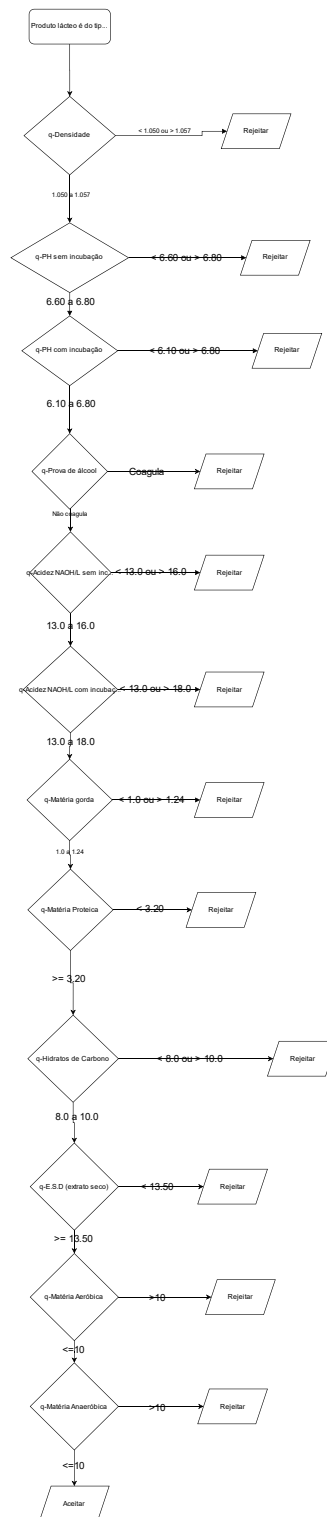 Produto lácteo é do tip...
q-Densidade
< 1.050 ou > 1.057
Rejeitar
1.050 a 1.057
q-PH sem incubação
< 6.60 ou > 6.80
Rejeitar
6.60 a 6.80
q-PH com incubação
< 6.10 ou > 6.80
Rejeitar
6.10 a 6.80
q-Prova de álcool
Coagula
Rejeitar
Não coagula
q-Acidez NAOH/L sem inc...
< 13.0 ou > 16.0
Rejeitar
13.0 a 16.0
q-Acidez NAOH/L com incubaç...
< 13.0 ou > 18.0
Rejeitar
13.0 a 18.0
q-Matéria gorda
< 1.0 ou > 1.24
Rejeitar
1.0 a 1.24
q-Matéria Proteica
< 3.20
Rejeitar
>= 3.20
q-Hidratos de Carbono
< 8.0 ou > 10.0
Rejeitar
8.0 a 10.0
q-E.S.D (extrato seco)
< 13.50
Rejeitar
>= 13.50
q-Matéria Aeróbica
>10
Rejeitar
<=10
q-Matéria Anaeróbica
>10
Rejeitar
<=10
Aceitar